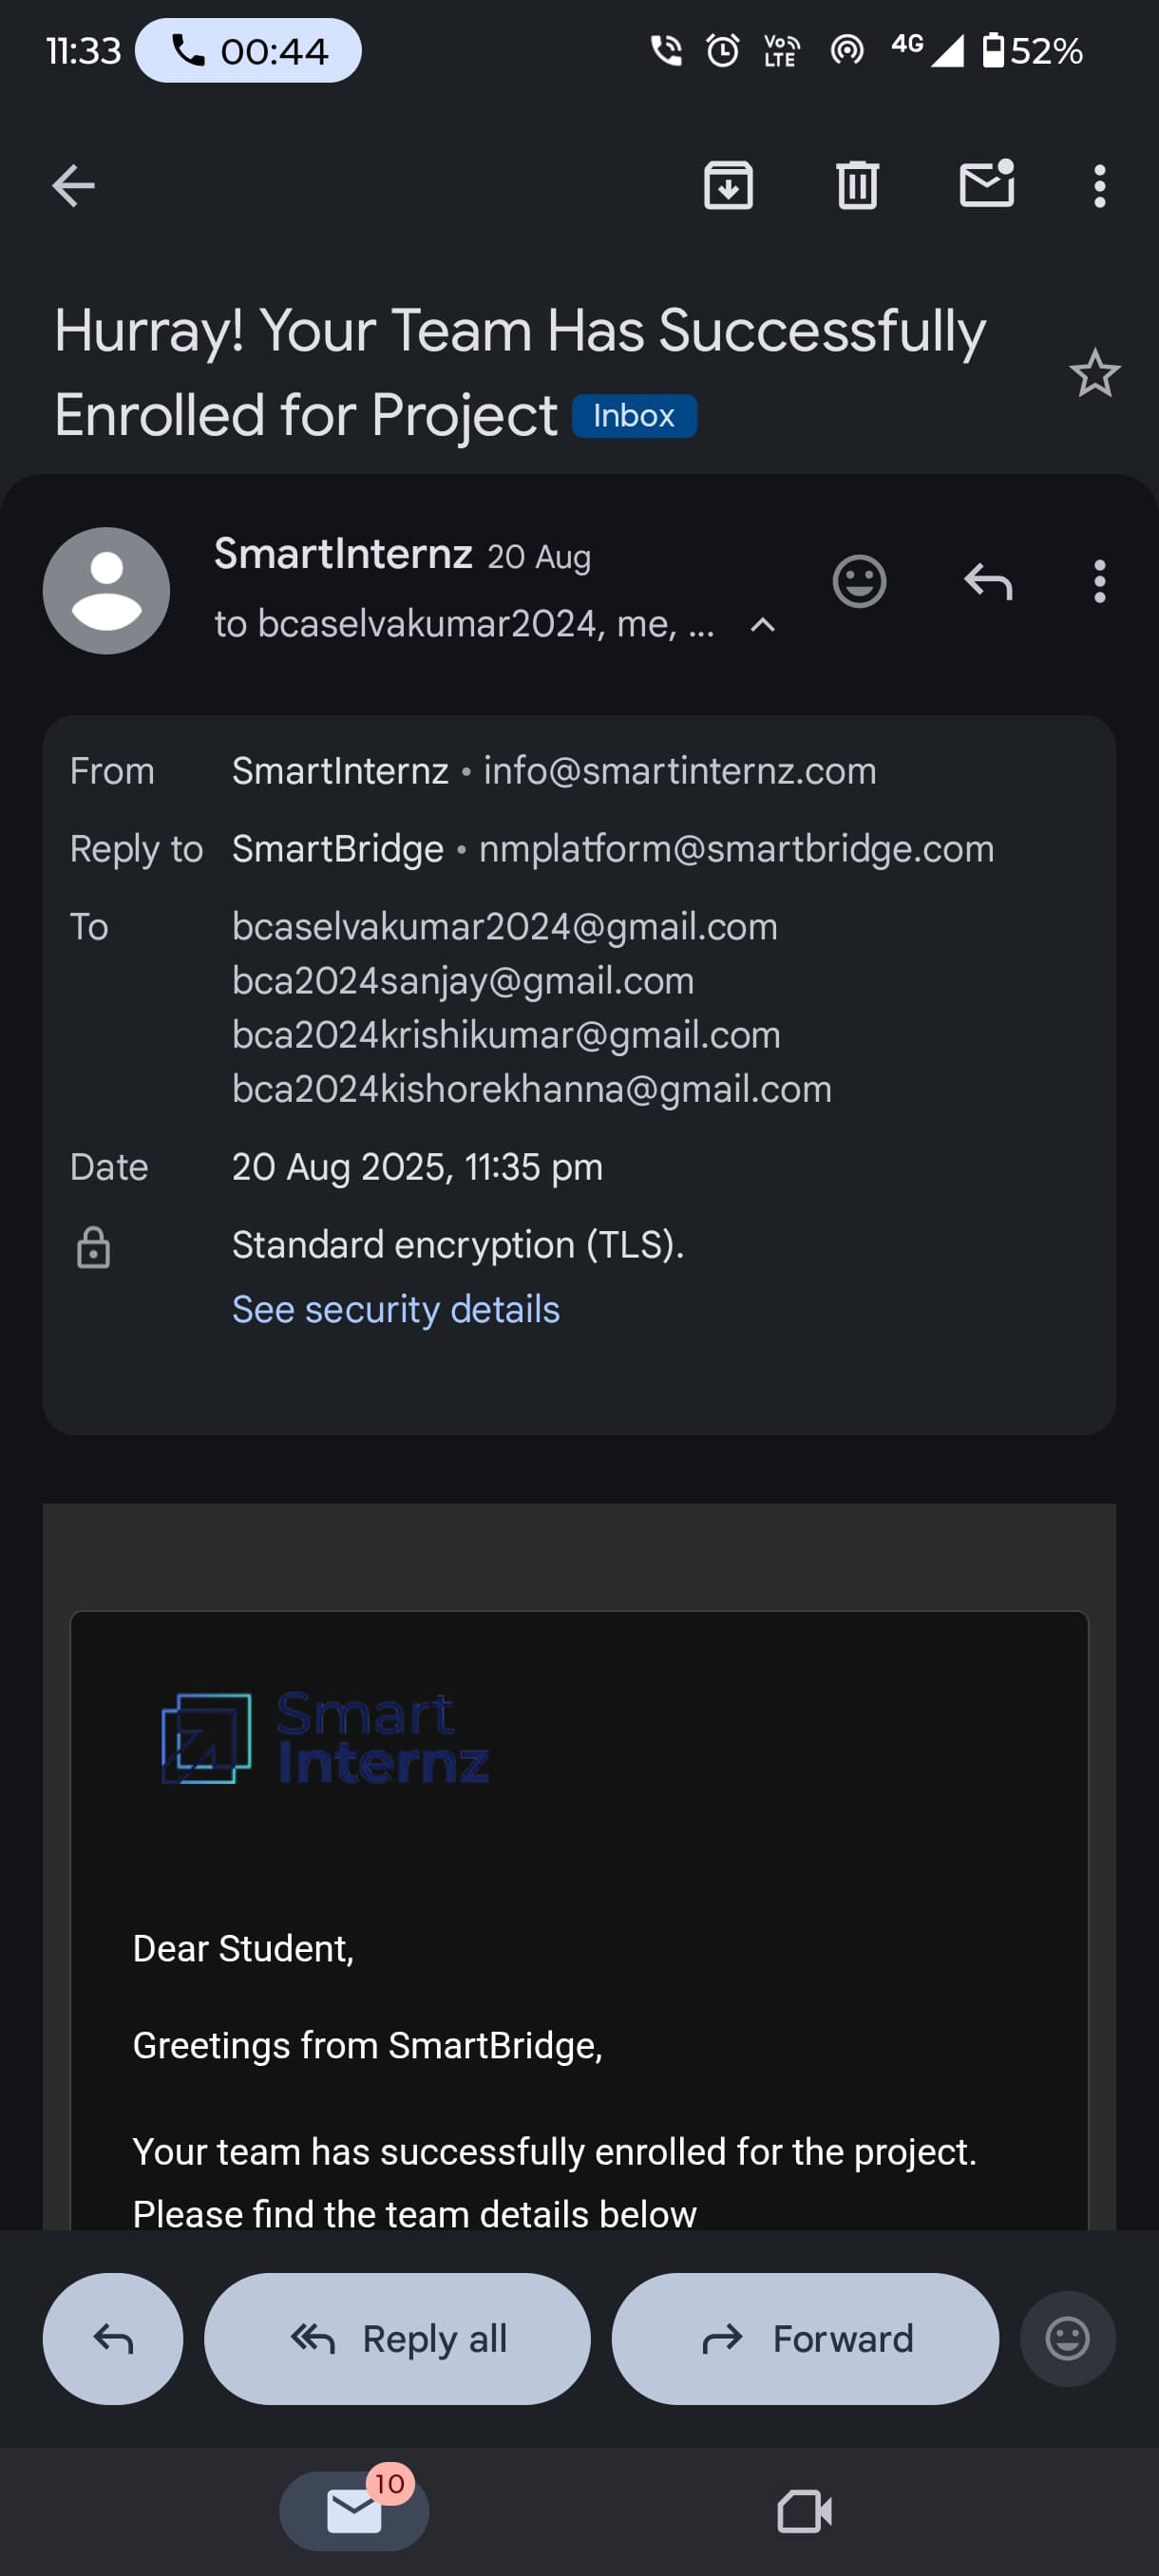 11:33 00:44 Vo LTE 4G 52%
Hurray! Your Team Has Successfully
Enrolled for Project Inbox
SmartInternz 20 Aug
to bcaselvakumar2024, me, ...
From SmartInternz • info@smartinternz.com
Reply to SmartBridge • nmplatform@smartbridge.com
To bcaselvakumar2024@gmail.com
bca2024sanjay@gmail.com
bca2024krishikumar@gmail.com
bca2024kishorekhanna@gmail.com
Date 20 Aug 2025, 11:35 pm
Standard encryption (TLS).
See security details
Smart
Internz
Dear Student,
Greetings from SmartBridge,
Your team has successfully enrolled for the project.
Please find the team details below
Reply all Forward
10